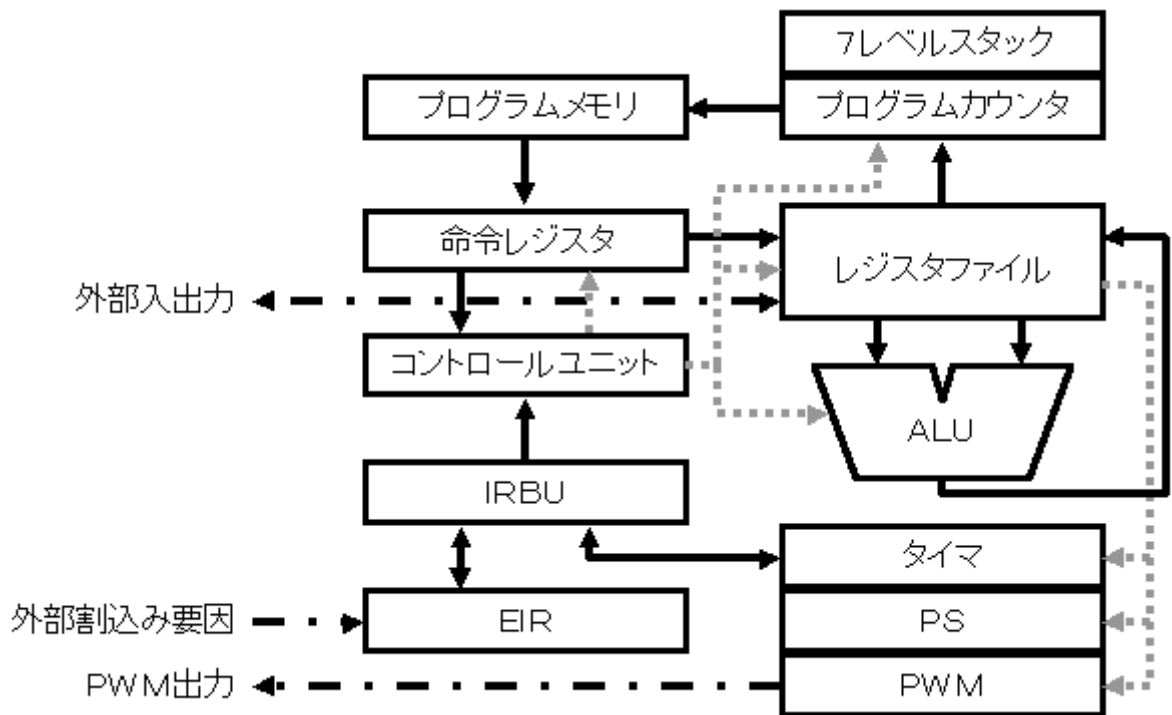 7レベルスタック
プログラムメモリ
プログラムカウンタ
命令レジスタ
レジスタファイル
外部入出力
コントロールユニット
ALU
IRBU
タイマ
外部割込み要因
EIR
PS
PWM出力
PWM